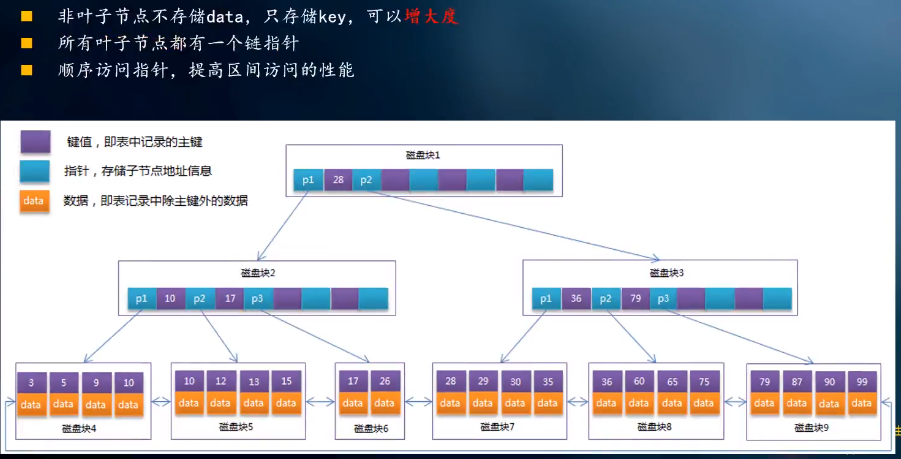 非叶子节点不存储data，只存储key，可以增大度
所有叶子节点都有一个链指针
顺序访问指针，提高区间访问的性能
键值，即表中记录的主键
指针，存储子节点地址信息
data 数据，即表记录中除主键外的数据
磁盘块1
p1 28 p2
磁盘块2
p1 10 p2 17 p3
磁盘块3
p1 36 p2 79 p3
3 5 9 10
data data data data
磁盘块4
10 12 13 15
data data data data
磁盘块5
17 26
data data
磁盘块6
28 29 30 35
data data data data
磁盘块7
36 60 65 75
data data data data
磁盘块8
79 87 90 99
data data data data
磁盘块9